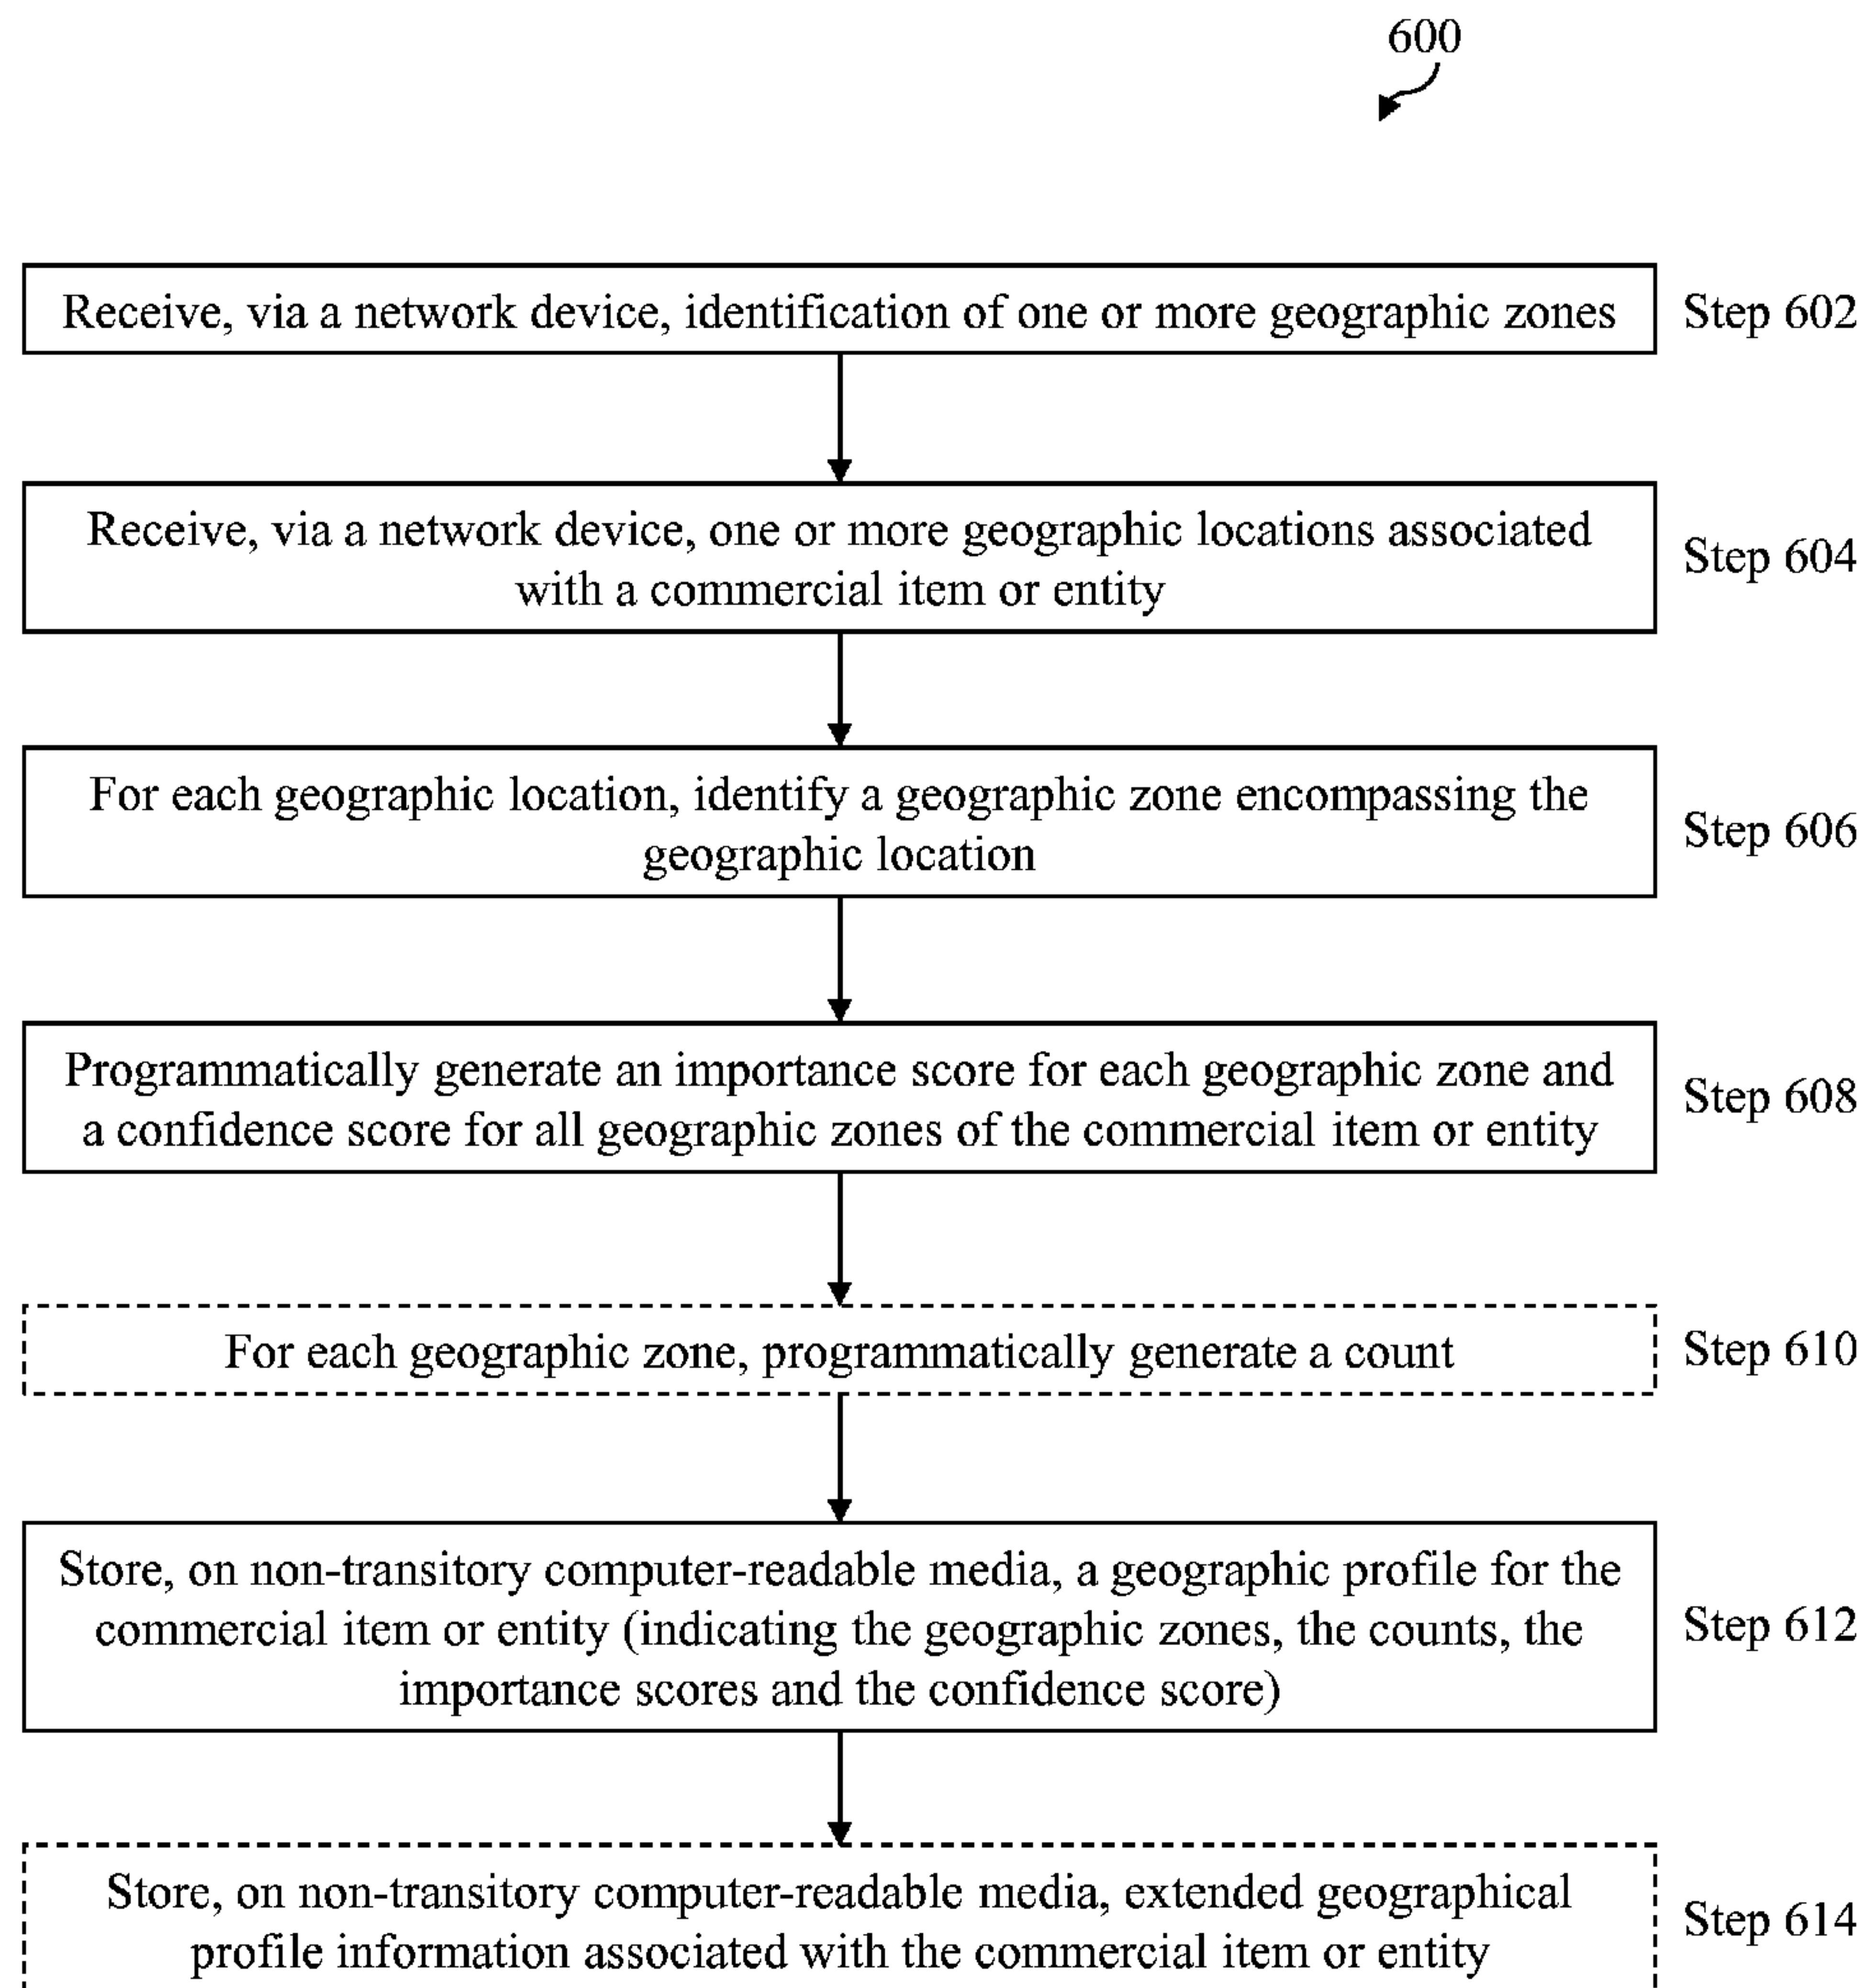 600
Receive, via a network device, identification of one or more geographic zones
Step 602
Receive, via a network device, one or more geographic locations associated
with a commercial item or entity
Step 604
For each geographic location, identify a geographic zone encompassing the
geographic location
Step 606
Programmatically generate an importance score for each geographic zone and
a confidence score for all geographic zones of the commercial item or entity
Step 608
For each geographic zone, programmatically generate a count
Step 610
Store, on non-transitory computer-readable media, a geographic profile for the
commercial item or entity (indicating the geographic zones, the counts, the
importance scores and the confidence score)
Step 612
Store, on non-transitory computer-readable media, extended geographical
profile information associated with the commercial item or entity
Step 614